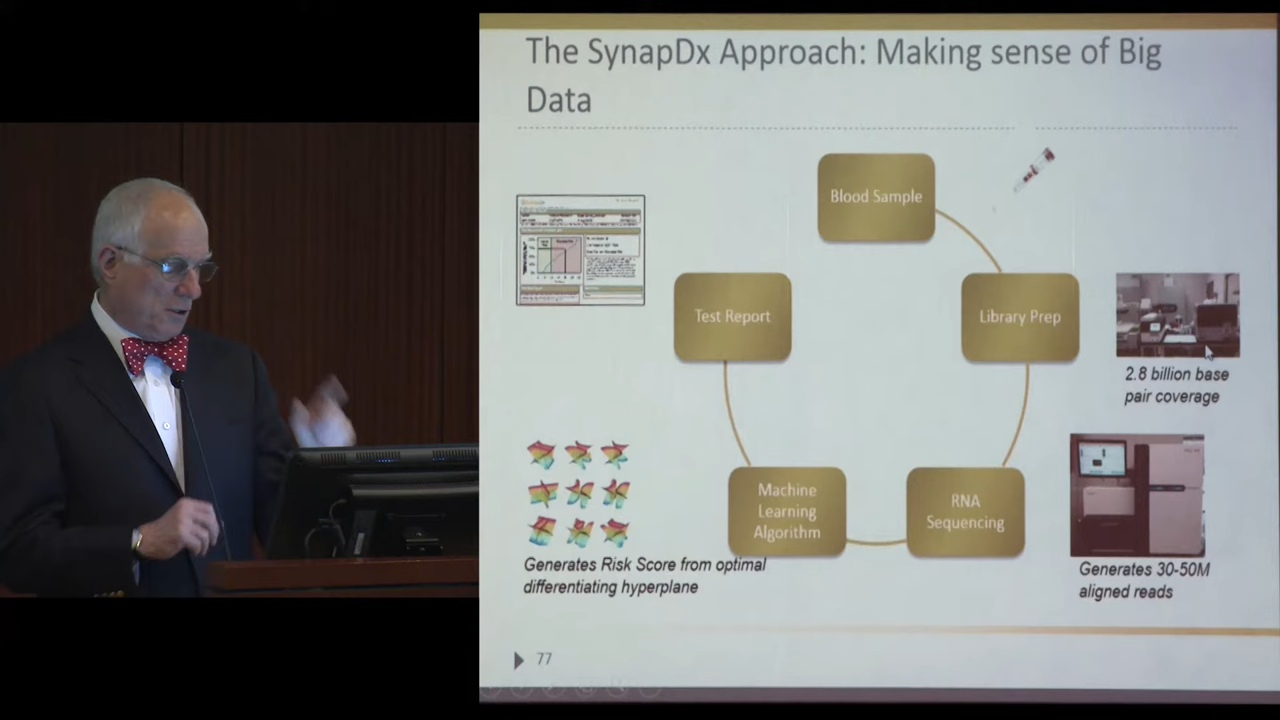 The SynapDx Approach: Making sense of Big
Data
Blood Sample
Test Report
Library Prep
2.8 billion base
pair coverage
Machine
Learning
Algorithm
RNA
Sequencing
Generates Risk Score from optimal
differentiating hyperplane
Generates 30-50M
aligned reads
77